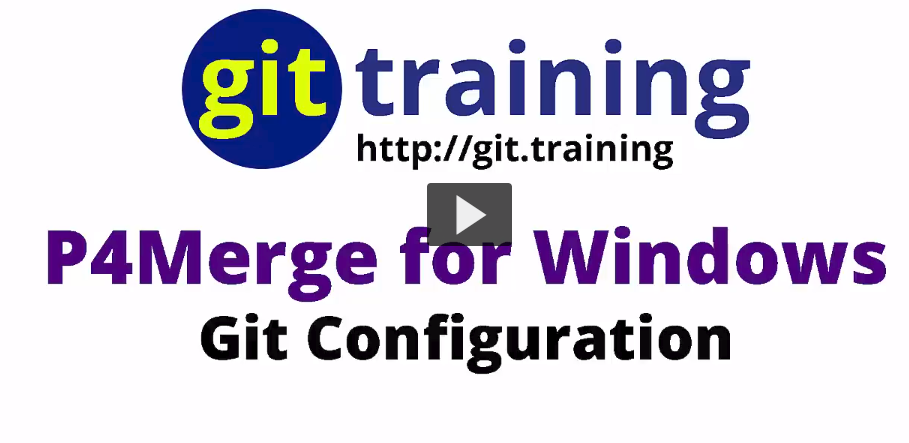 git training
http://git.training
P4Merge for Windows
Git Configuration